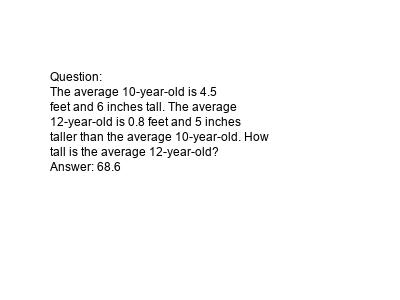 Question:
The average 10-year-old is 4.5
feet and 6 inches tall. The average
12-year-old is 0.8 feet and 5 inches
taller than the average 10-year-old. How
tall is the average 12-year-old?
Answer: 68.6